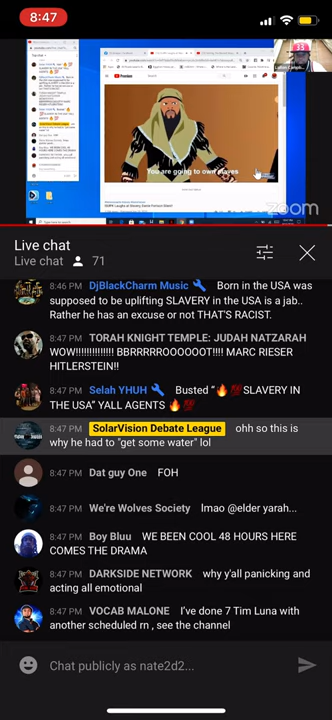 8:47
33
Premium
You are going to own slaves
zoom
Live chat
Live chat 71
8:46 PM DjBlackCharm Music Born in the USA was
supposed to be uplifting SLAVERY in the USA is a jab..
Rather he has an excuse or not THAT'S RACIST.
8:47 PM TORAH KNIGHT TEMPLE: JUDAH NATZARAH
WOW!!!!!!!!!!!!!! BBRRRRROOOOOT!!!! MARC RIESER
HITLERSTEIN!!
8:47 PM Selah YHUH Busted "🔥💯SLAVERY IN
THE USA" YALL AGENTS 🔥💯
8:47 PM SolarVision Debate League ohh so this is
why he had to "get some water" lol
8:47 PM Dat guy One FOH
8:47 PM We're Wolves Society lmao @elder yarah...
8:47 PM Boy Bluu WE BEEN COOL 48 HOURS HERE
COMES THE DRAMA
8:47 PM DARKSIDE NETWORK why y'all panicking and
acting all emotional
8:47 PM VOCAB MALONE I've done 7 Tim Luna with
another scheduled rn , see the channel
Chat publicly as nate2d2...